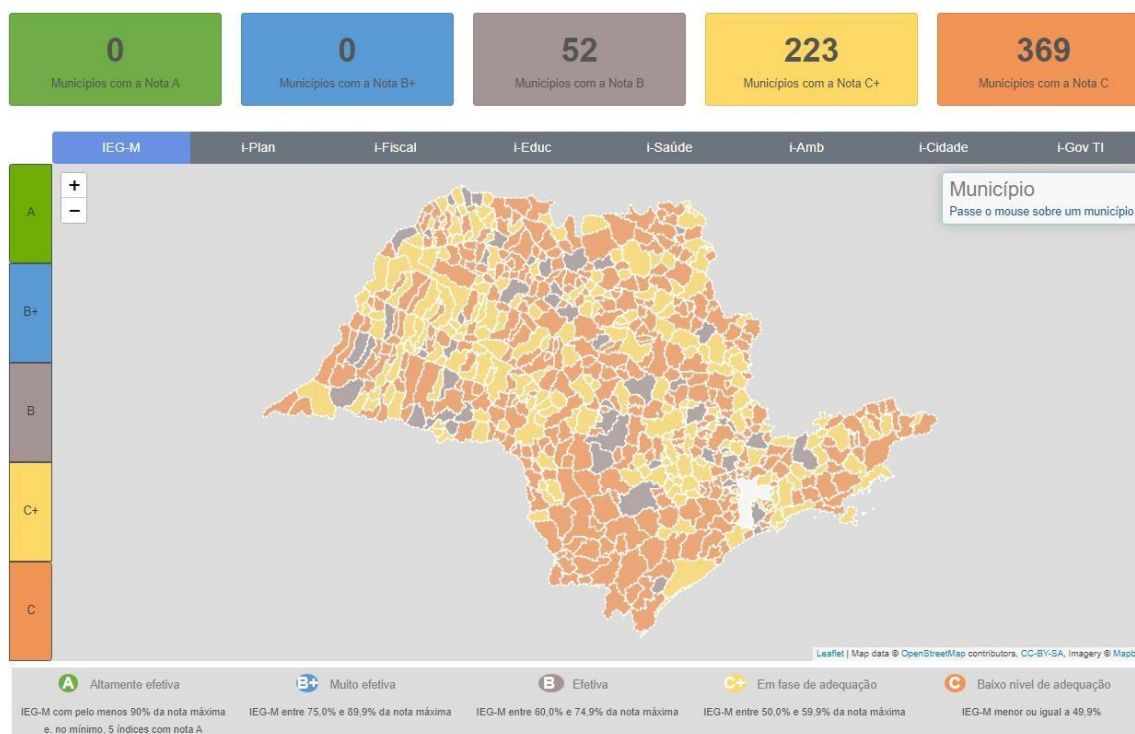 0
Municípios com a Nota A
0
Municípios com a Nota B+
52
Municípios com a Nota B
223
Municípios com a Nota C+
369
Municípios com a Nota C
IEG-M i-Plan i-Fiscal i-Educ i-Saúde i-Amb i-Cidade i-Gov TI
+
−
Município
Passe o mouse sobre um município
A
B+
B
C+
C
Leaflet | Map data © OpenStreetMap contributors, CC-BY-SA, Imagery © Mapb
A Altamente efetiva
IEG-M com pelo menos 90% da nota máxima
e, no mínimo, 5 índices com nota A
B+ Muito efetiva
IEG-M entre 75,0% e 89,9% da nota máxima
B Efetiva
IEG-M entre 60,0% e 74,9% da nota máxima
C+ Em fase de adequação
IEG-M entre 50,0% e 59,9% da nota máxima
C Baixo nível de adequação
IEG-M menor ou igual a 49,9%